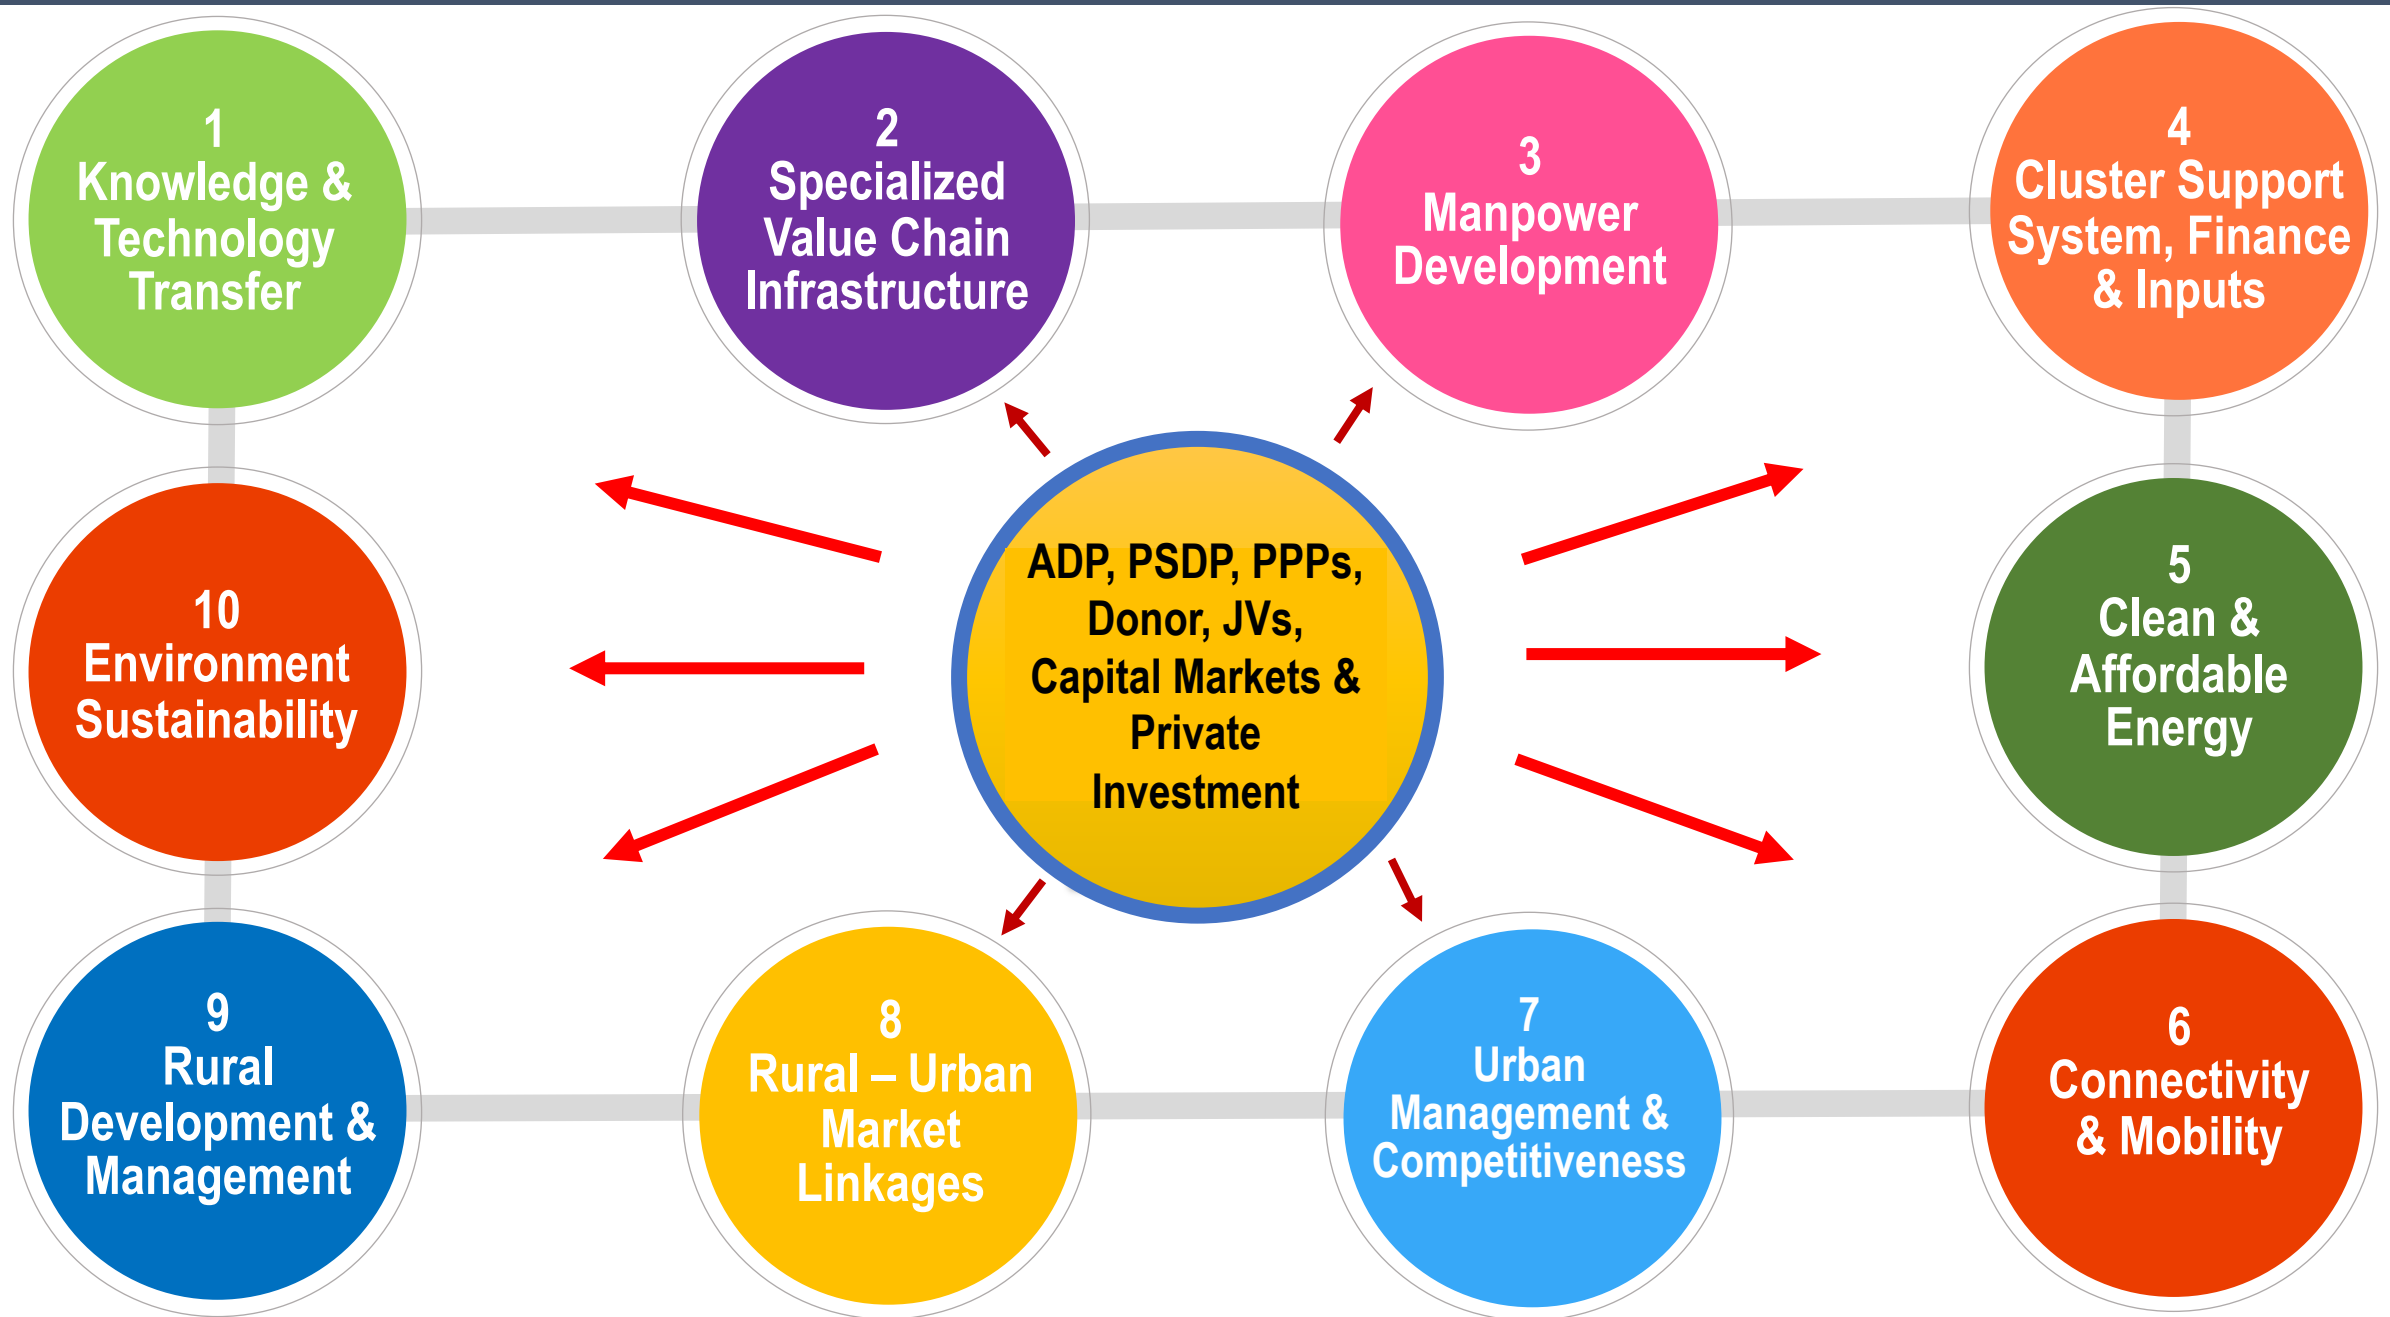 1
Knowledge &
Technology
Transfer
2
Specialized
Value Chain
Infrastructure
3
Manpower
Development
4
Cluster Support
System, Finance
& Inputs
ADP, PSDP, PPPs,
Donor, JVs,
Capital Markets &
Private
Investment
5
Clean &
Affordable
Energy
10
Environment
Sustainability
9
Rural
Development &
Management
8
Rural – Urban
Market
Linkages
7
Urban
Management &
Competitiveness
6
Connectivity
& Mobility